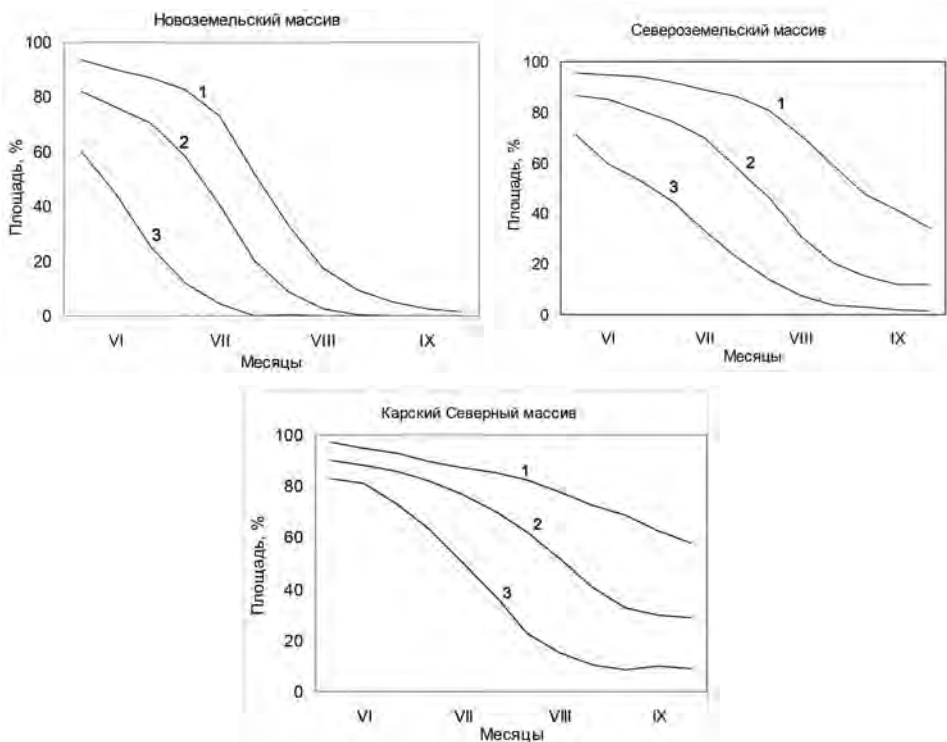 Новоземельский массив
100
80
60
40
20
0
Площадь, %
1
2
3
VI VII VIII IX
Месяцы
Североземельский массив
100
80
60
40
20
0
Площадь, %
1
2
3
VI VII VIII IX
Месяцы
Карский Северный массив
100
80
60
40
20
0
Площадь, %
1
2
3
VI VII VIII IX
Месяцы